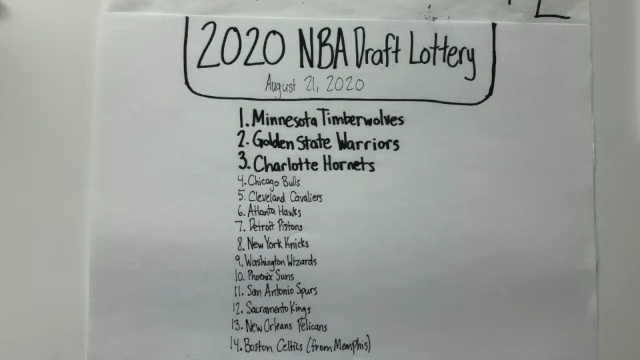 2020 NBA Draft Lottery
August 21, 2020
1. Minnesota Timberwolves
2. Golden State Warriors
3. Charlotte Hornets
4. Chicago Bulls
5. Cleveland Cavaliers
6. Atlanta Hawks
7. Detroit Pistons
8. New York Knicks
9. Washington Wizards
10. Phoenix Suns
11. San Antonio Spurs
12. Sacramento Kings
13. New Orleans Pelicans
14. Boston Celtics (from Memphis)